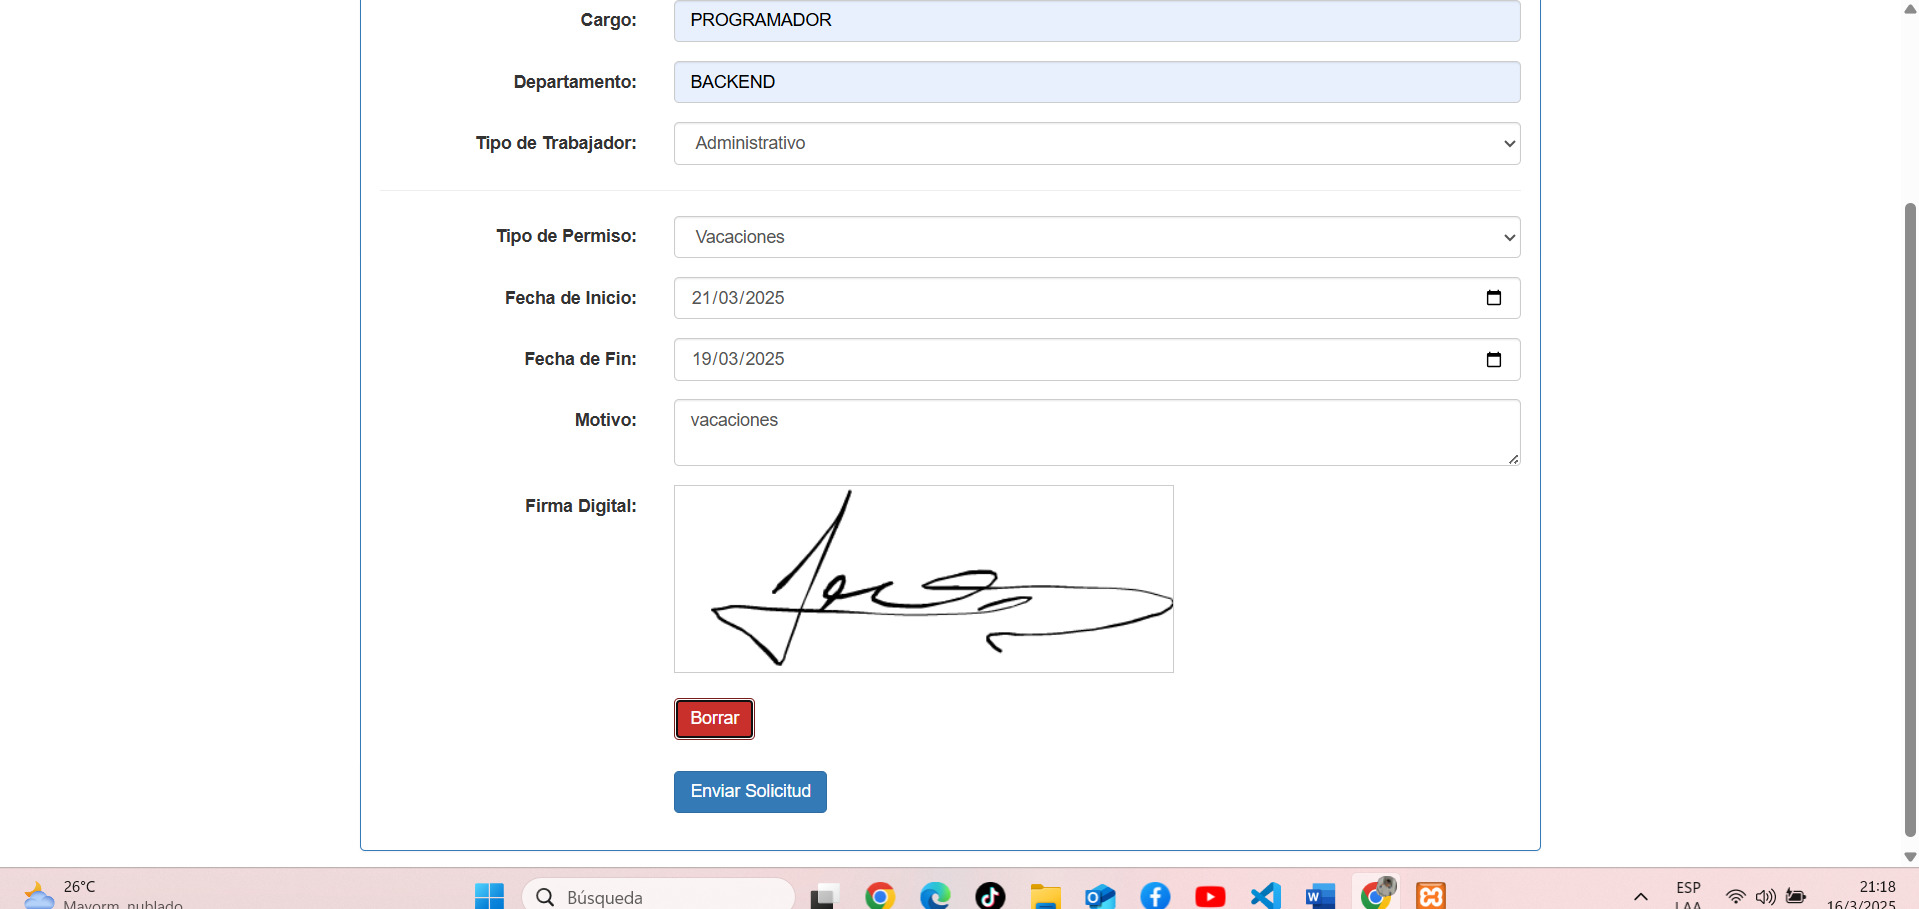 Cargo: PROGRAMADOR
Departamento: BACKEND
Tipo de Trabajador: Administrativo
Tipo de Permiso: Vacaciones
Fecha de Inicio: 21/03/2025
Fecha de Fin: 19/03/2025
Motivo: vacaciones
Firma Digital:
Borrar
Enviar Solicitud
26°C
Mayorm. nublado
Búsqueda
ESP
LAA
21:18
16/3/2025